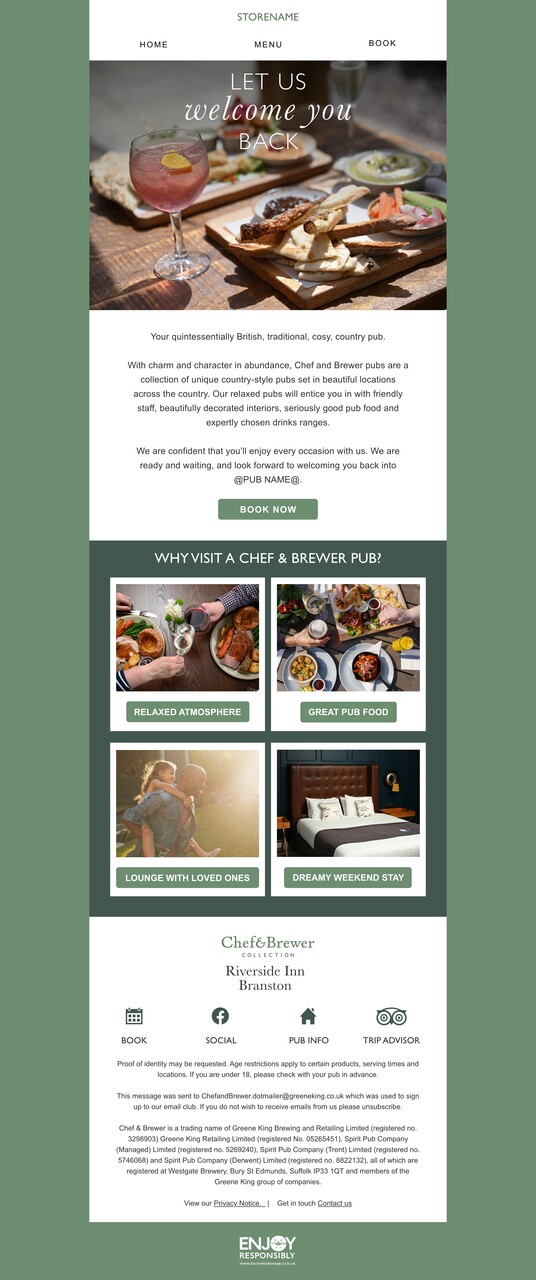 STORENAME
HOME MENU BOOK
LET US
welcome you
BACK
Your quintessentially British, traditional, cosy, country pub.
With charm and character in abundance, Chef and Brewer pubs are a
collection of unique country-style pubs set in beautiful locations
across the country. Our relaxed pubs will entice you in with friendly
staff, beautifully decorated interiors, seriously good pub food and
expertly chosen drinks ranges.
We are confident that you'll enjoy every occasion with us. We are
ready and waiting, and look forward to welcoming you back into
@PUB NAME@.
BOOK NOW
WHY VISIT A CHEF & BREWER PUB?
RELAXED ATMOSPHERE
GREAT PUB FOOD
LOUNGE WITH LOVED ONES
DREAMY WEEKEND STAY
Chef&Brewer
COLLECTION
Riverside Inn
Branston
BOOK SOCIAL PUB INFO TRIP ADVISOR
Proof of identity may be requested. Age restrictions apply to certain products, serving times and
locations. If you are under 18, please check with your pub in advance.
This message was sent to ChefandBrewer.dotmailer@greeneking.co.uk which was used to sign
up to our email club. If you do not wish to receive emails from us please unsubscribe.
Chef & Brewer is a trading name of Greene King Brewing and Retailing Limited (registered no.
3298903) Greene King Retailing Limited (registered No. 05265451), Spirit Pub Company
(Managed) Limited (registered no. 5269240), Spirit Pub Company (Trent) Limited (registered no.
5746068) and Spirit Pub Company (Derwent) Limited (registered no. 8822132), all of which are
registered at Westgate Brewery, Bury St Edmunds, Suffolk IP33 1QT and members of the
Greene King group of companies.
View our Privacy Notice. | Get in touch Contact us
ENJOY
RESPONSIBLY
WWW.ENJOYRESPONSIBLY.CO.UK